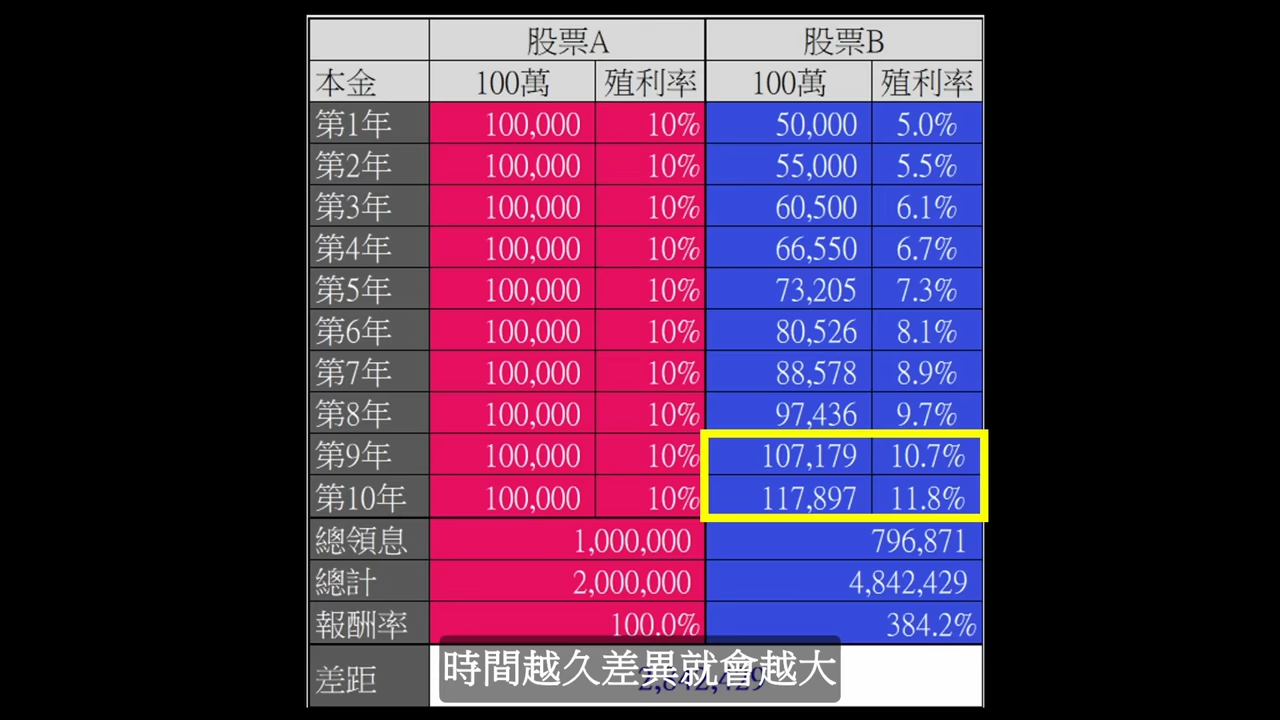 股票A 股票B
本金 100萬 殖利率 100萬 殖利率
第1年 100,000 10% 50,000 5.0%
第2年 100,000 10% 55,000 5.5%
第3年 100,000 10% 60,500 6.1%
第4年 100,000 10% 66,550 6.7%
第5年 100,000 10% 73,205 7.3%
第6年 100,000 10% 80,526 8.1%
第7年 100,000 10% 88,578 8.9%
第8年 100,000 10% 97,436 9.7%
第9年 100,000 10% 107,179 10.7%
第10年 100,000 10% 117,897 11.8%
總領息 1,000,000 796,871
總計 2,000,000 4,842,429
報酬率 100.0% 384.2%
差距
時間越久差異就會越大